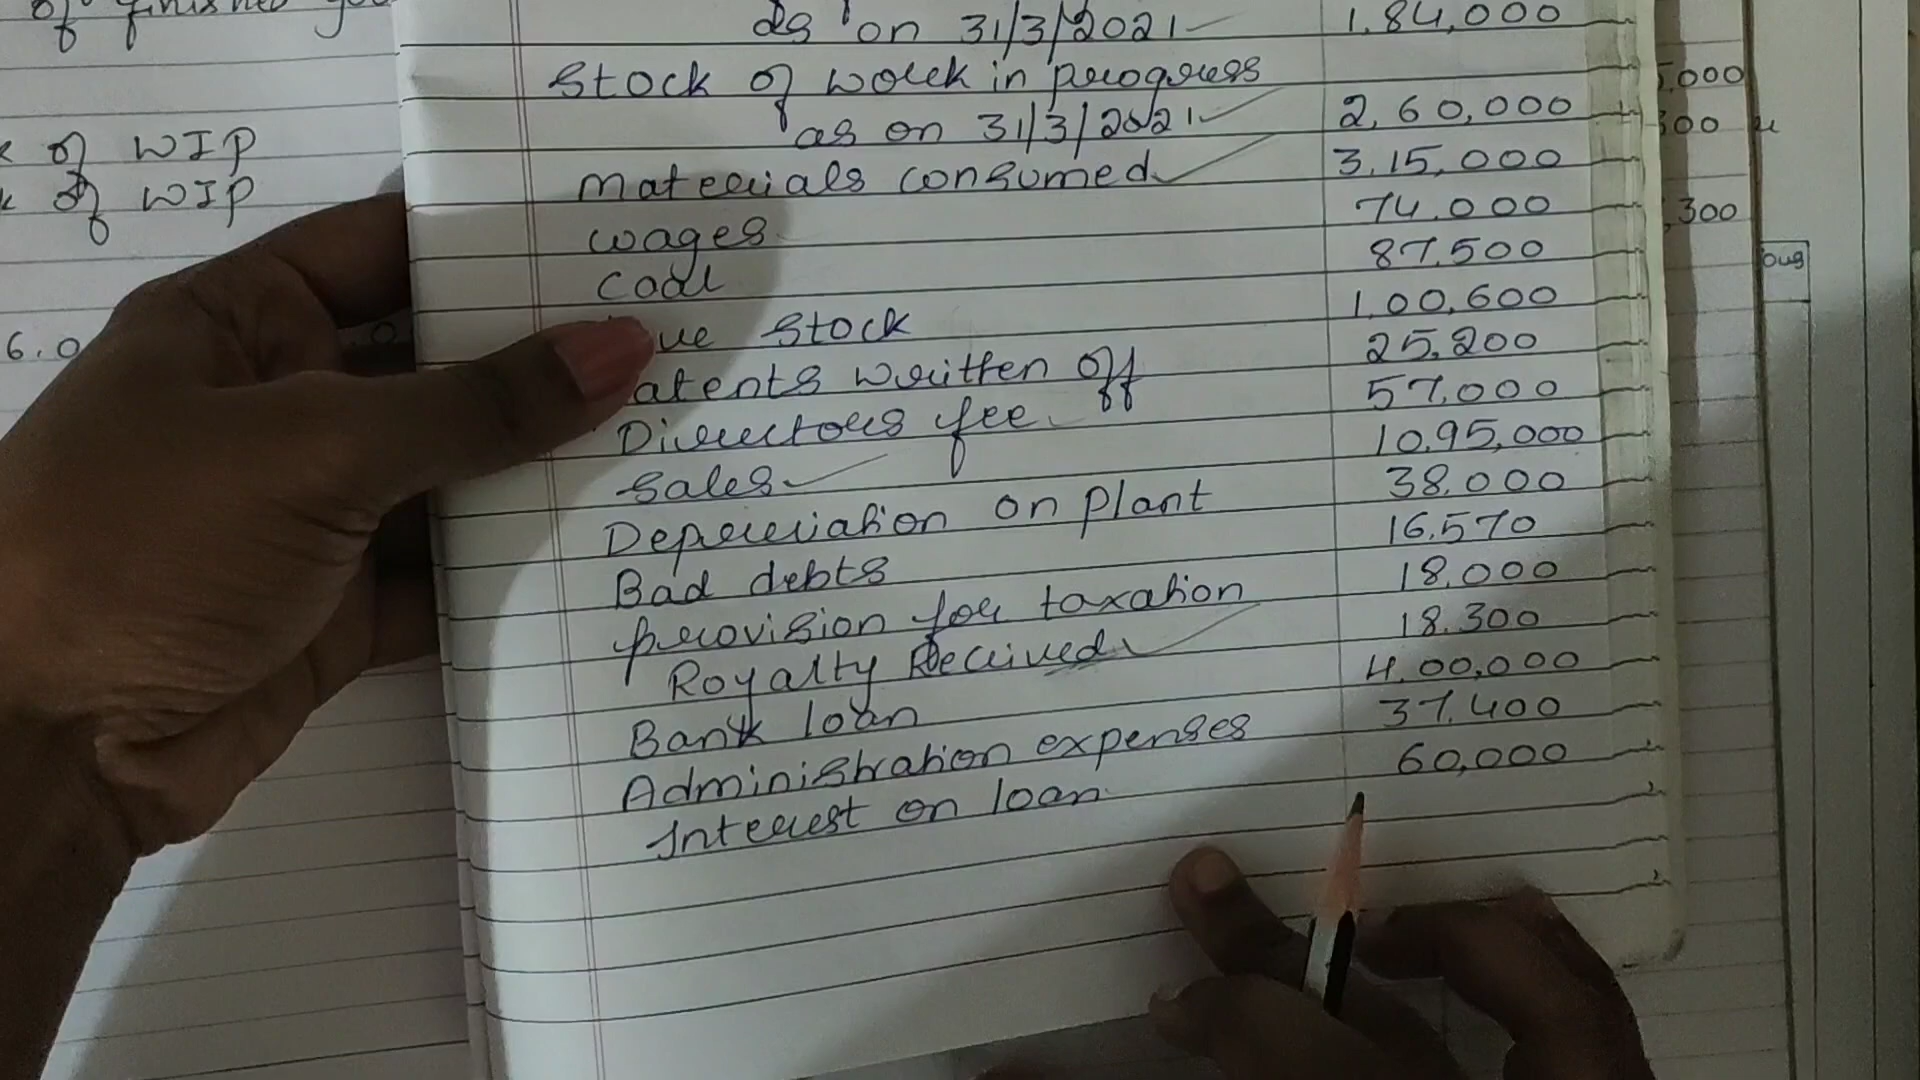 of finished
as on 31/3/2021 1,84,000
Stock of work in progress
as on 31/3/2021 2,60,000
Materials consumed 3,15,000
Wages 74,000
Coal 87,500
stock 1,00,600
atents written off 25,200
Directors fee 57,000
Sales 10,95,000
Depreciation on plant 38,000
Bad debts 16,570
provision for taxation 18,000
Royalty Received 18,300
Bank loan 4,00,000
Administration expenses 37,400
Interest on loan 60,000
of WIP
of WIP
6.0
,000
300
,300